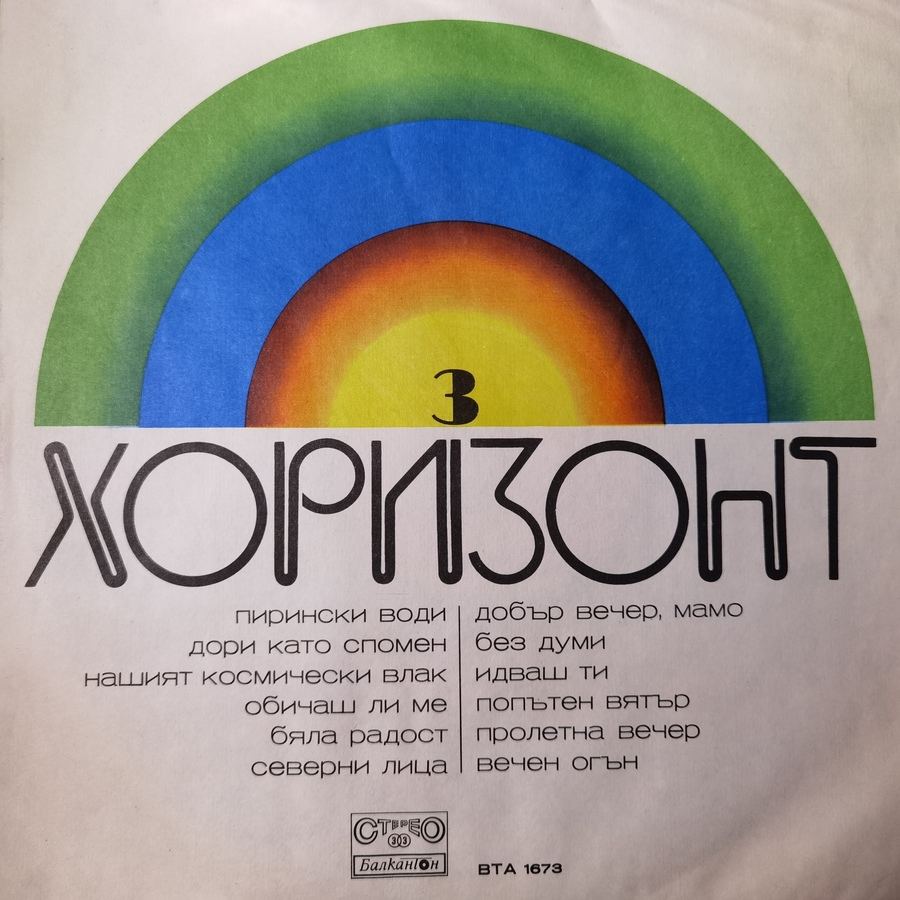 3
ХОРИЗОНТ
пирински води
дори като спомен
нашият космически влак
обичаш ли ме
бяла радост
северни лица
добър вечер, мамо
без думи
идваш ти
попътен вятър
пролетна вечер
вечен огън
СТЕРЕО
33
Балкантон
ВТА 1673